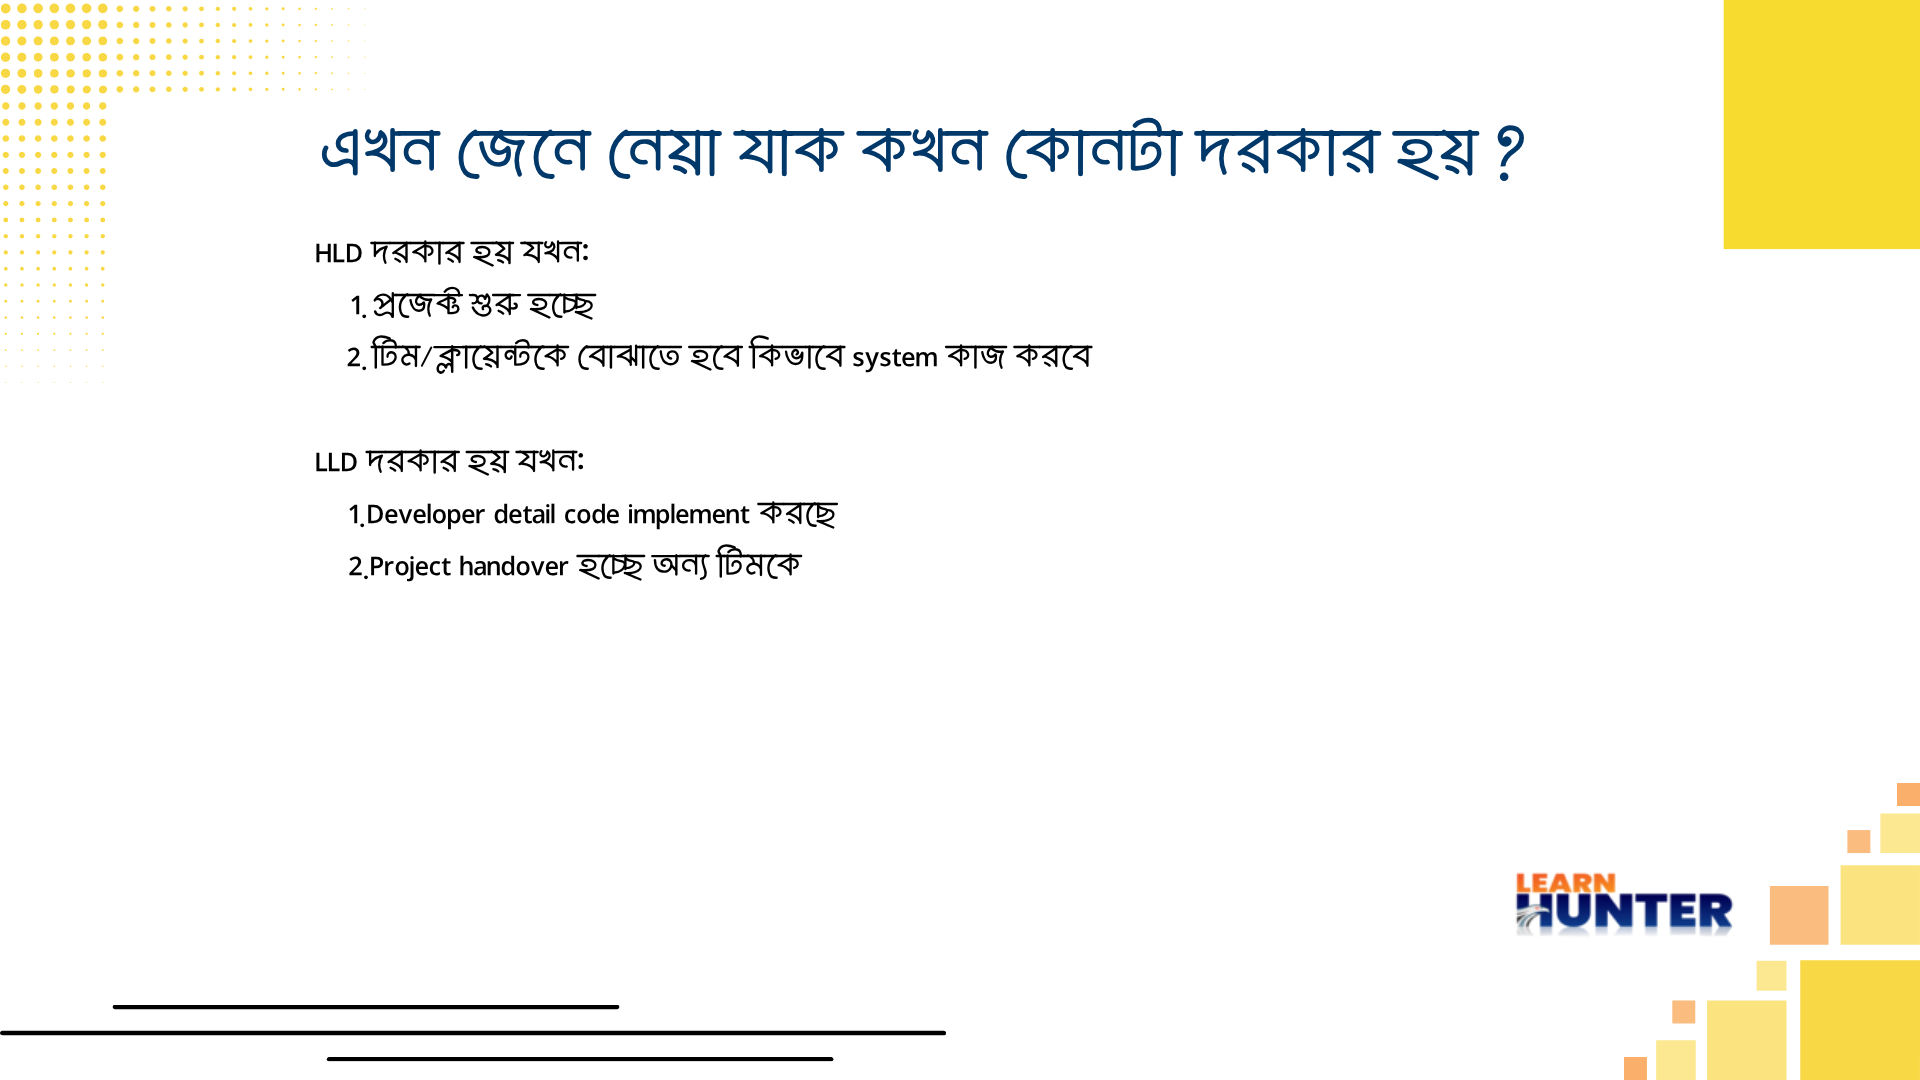 এখন জেনে নেয়া যাক কখন কোনটা দরকার হয় ?
HLD দরকার হয় যখন:
1. প্রজেক্ট শুরু হচ্ছে
2. টিম/ক্লায়েন্টকে বোঝাতে হবে কিভাবে system কাজ করবে
LLD দরকার হয় যখন:
1.Developer detail code implement করছে
2.Project handover হচ্ছে অন্য টিমকে
LEARN
HUNTER